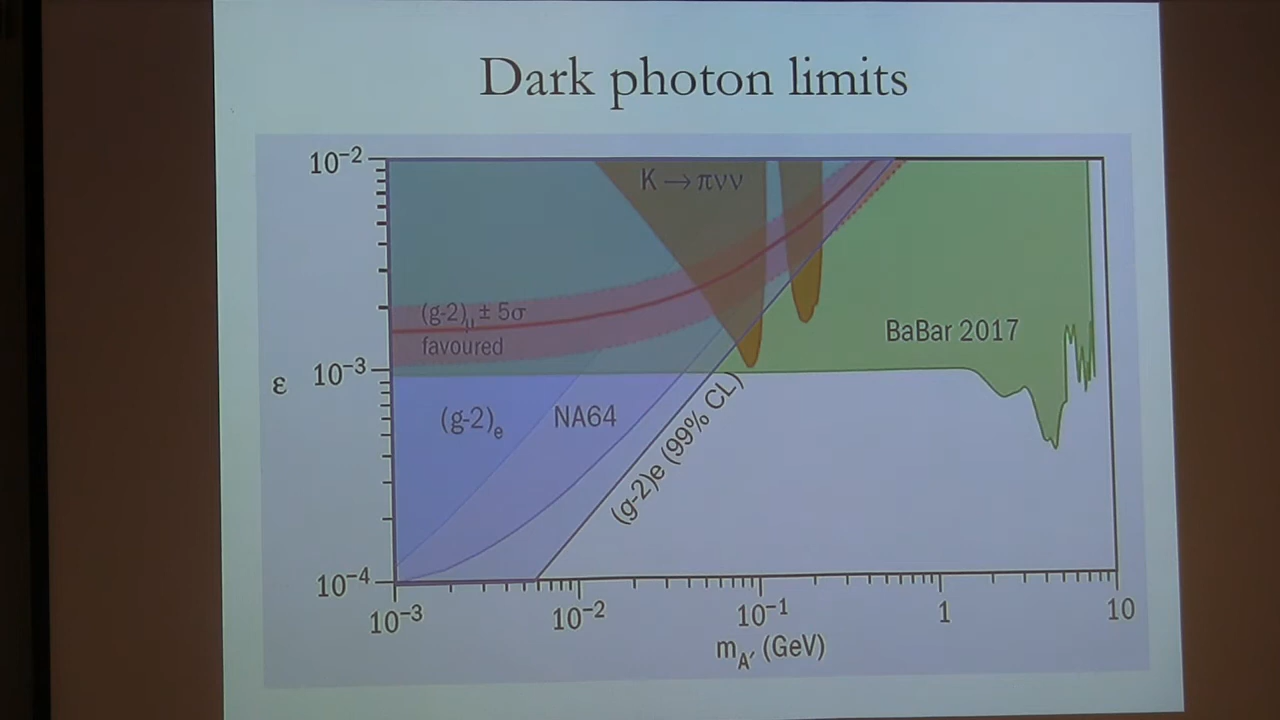 Dark photon limits
10⁻²
K → πνν
(g-2)μ ± 5σ
favoured
BaBar 2017
ε
10⁻³
(g-2)e
NA64
(g-2)e (99% CL)
10⁻⁴
10⁻³
10⁻²
10⁻¹
1
10
mA′ (GeV)